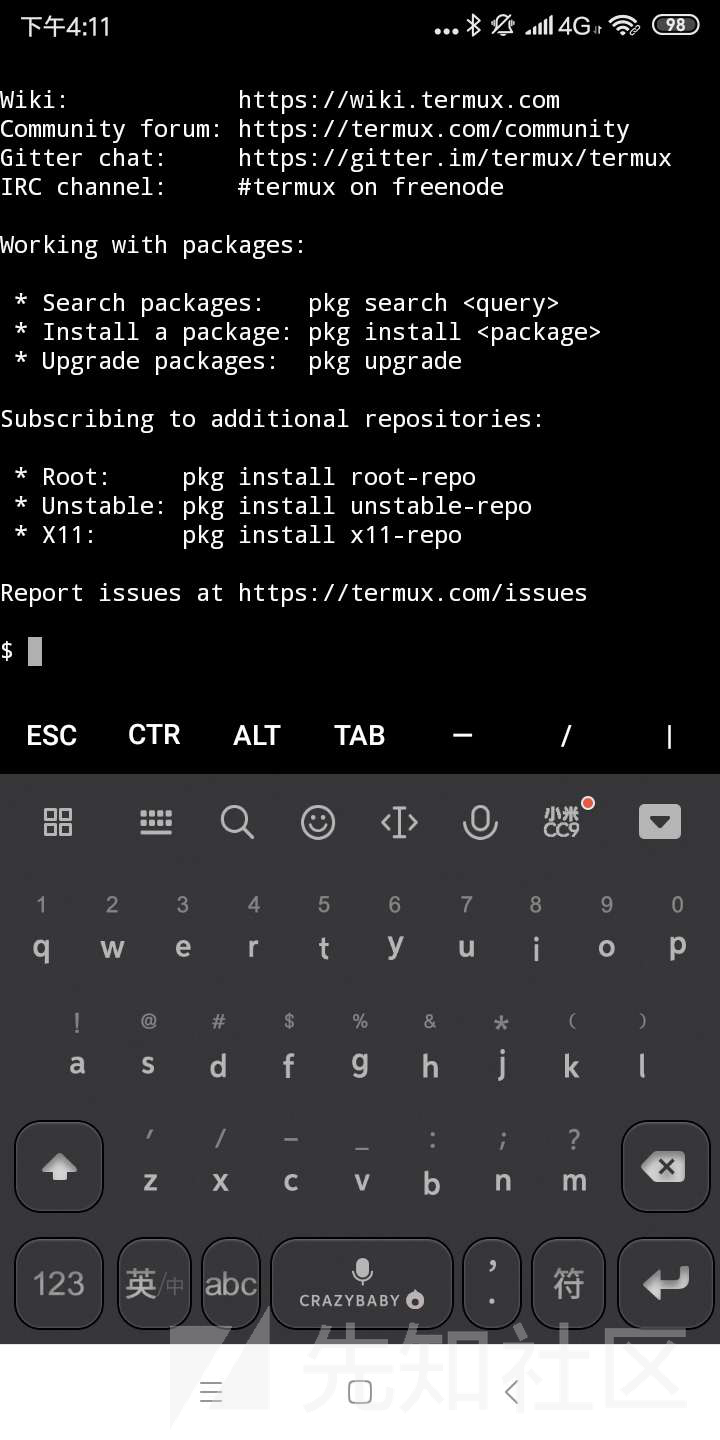 下午4:11 ... 4G 98
Wiki: https://wiki.termux.com
Community forum: https://termux.com/community
Gitter chat: https://gitter.im/termux/termux
IRC channel: #termux on freenode
Working with packages:
* Search packages: pkg search <query>
* Install a package: pkg install <package>
* Upgrade packages: pkg upgrade
Subscribing to additional repositories:
* Root: pkg install root-repo
* Unstable: pkg install unstable-repo
* X11: pkg install x11-repo
Report issues at https://termux.com/issues
$
ESC CTR ALT TAB — / |
小米
CC9
1 2 3 4 5 6 7 8 9 0
q w e r t y u i o p
! @ # $ % & * ( )
a s d f g h j k l
′ / – _ : ; ?
z x c v b n m
123 英/中 abc CRAZYBABY , . 符
先知社区